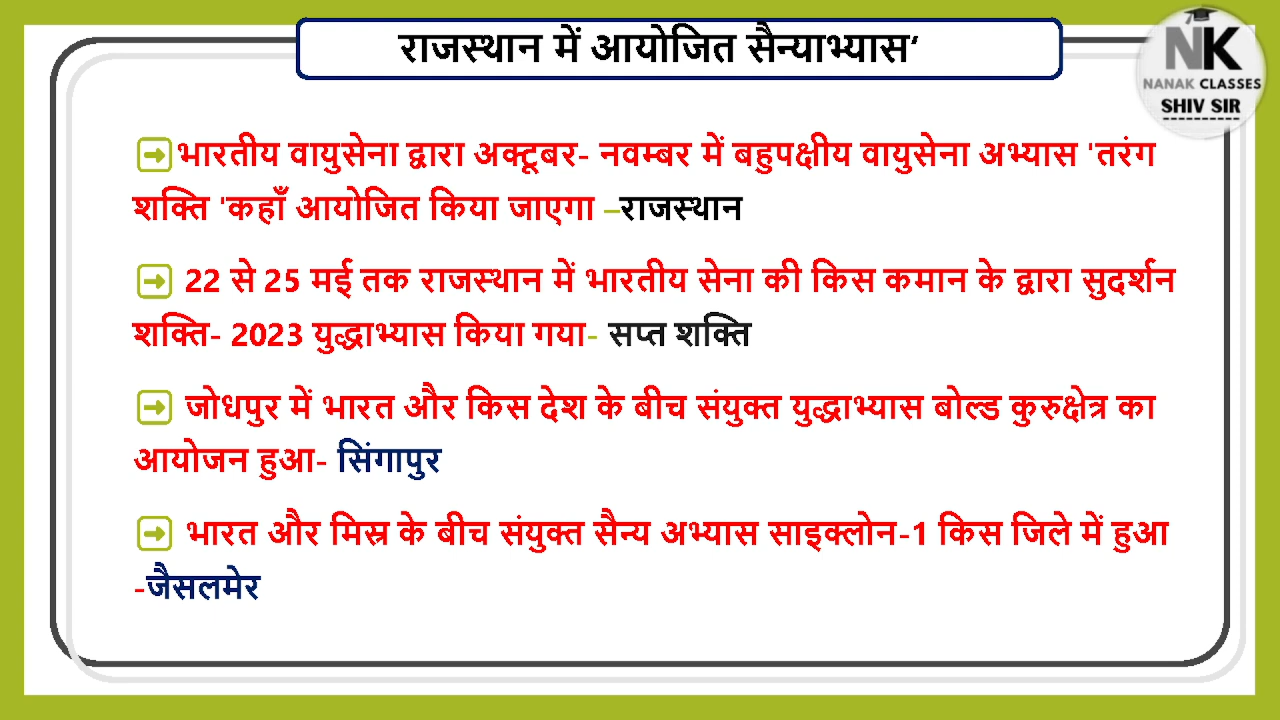 राजस्थान में आयोजित सैन्याभ्यास’
NK
NANAK CLASSES
SHIV SIR
भारतीय वायुसेना द्वारा अक्टूबर- नवम्बर में बहुपक्षीय वायुसेना अभ्यास 'तरंग
शक्ति 'कहाँ आयोजित किया जाएगा –राजस्थान
22 से 25 मई तक राजस्थान में भारतीय सेना की किस कमान के द्वारा सुदर्शन
शक्ति- 2023 युद्धाभ्यास किया गया- सप्त शक्ति
जोधपुर में भारत और किस देश के बीच संयुक्त युद्धाभ्यास बोल्ड कुरुक्षेत्र का
आयोजन हुआ- सिंगापुर
भारत और मिस्र के बीच संयुक्त सैन्य अभ्यास साइक्लोन-1 किस जिले में हुआ
-जैसलमेर